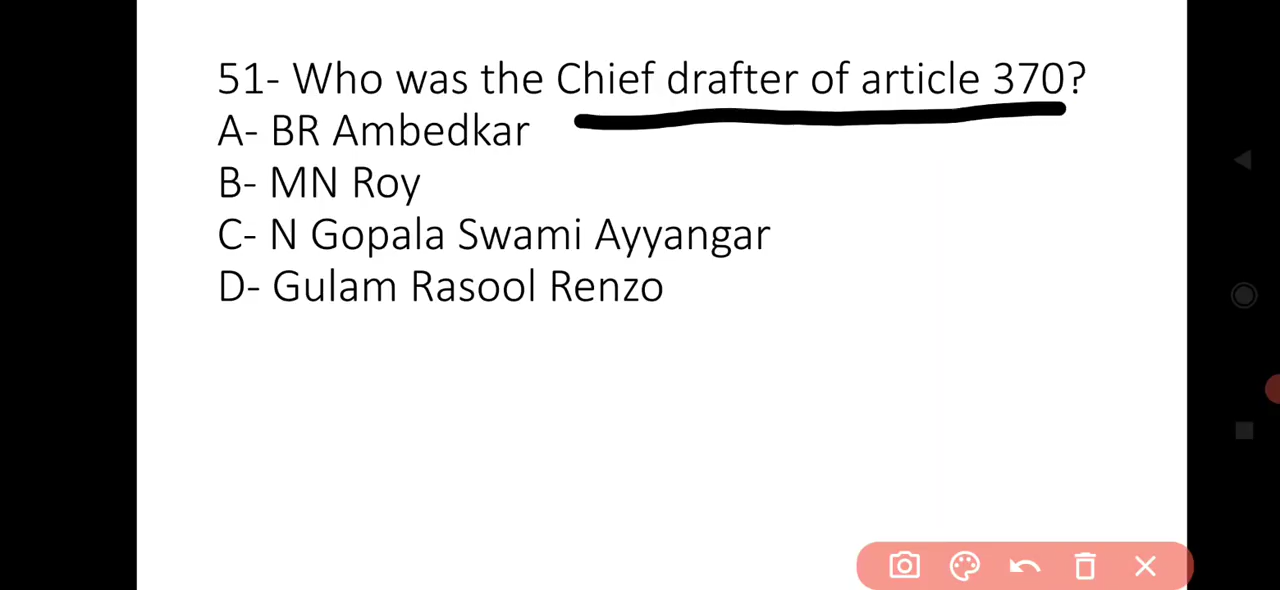 51- Who was the Chief drafter of article 370?
A- BR Ambedkar
B- MN Roy
C- N Gopala Swami Ayyangar
D- Gulam Rasool Renzo